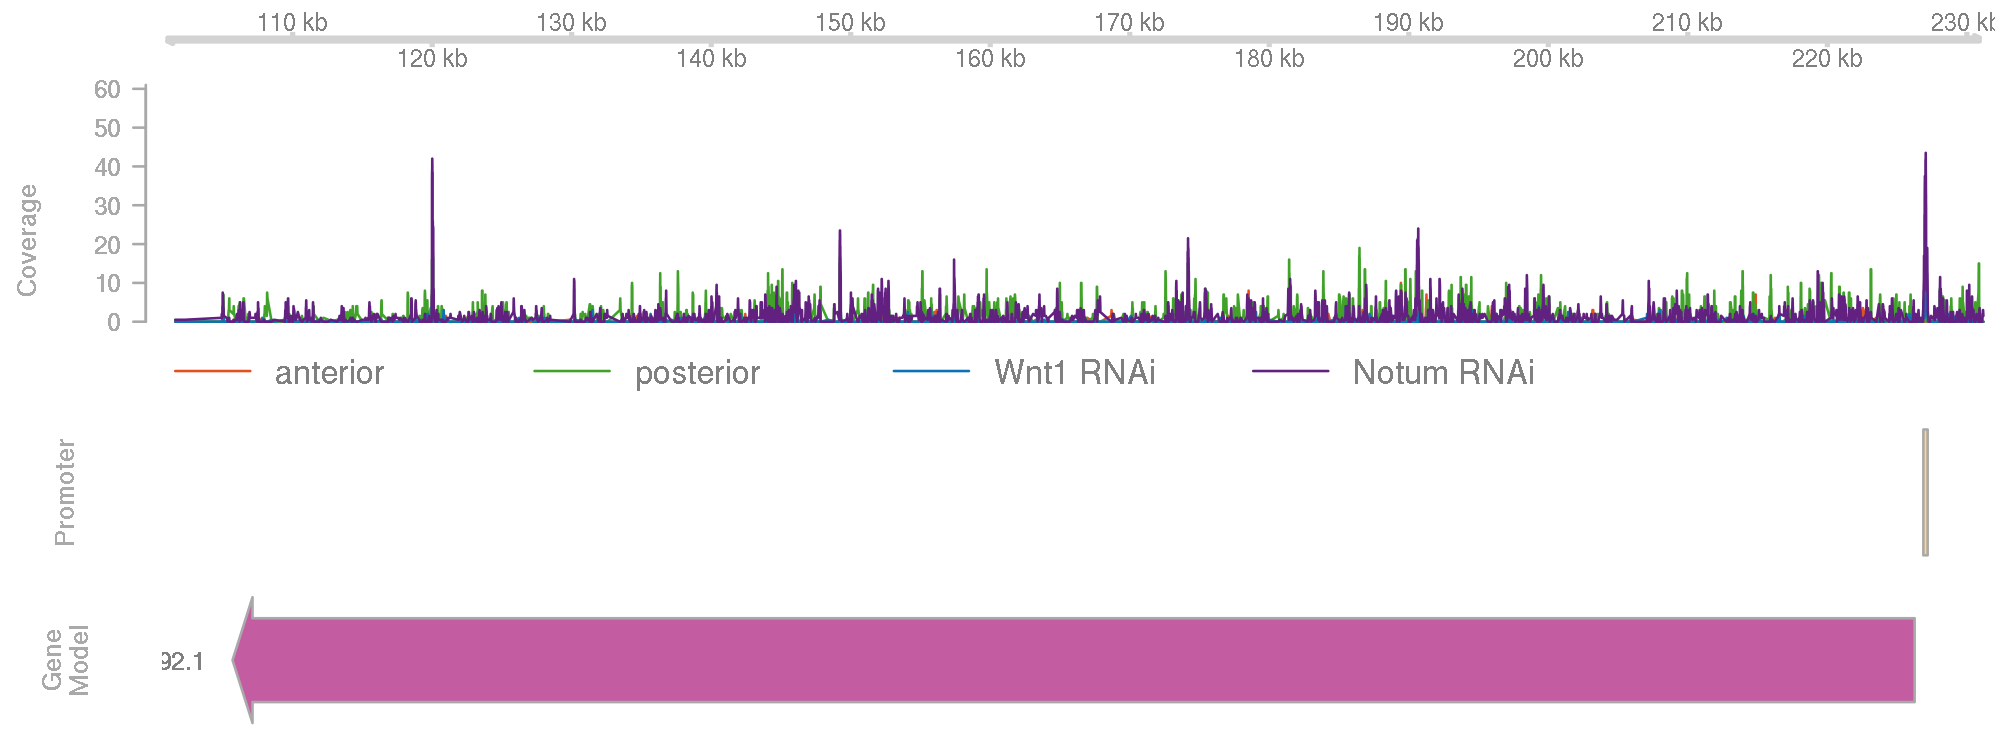 110 kb 130 kb 150 kb 170 kb 190 kb 210 kb 230 kb
120 kb 140 kb 160 kb 180 kb 200 kb 220 kb
60
50
40
30
20
10
0
Coverage
anterior posterior Wnt1 RNAi Notum RNAi
Promoter
Gene
Model
92.1